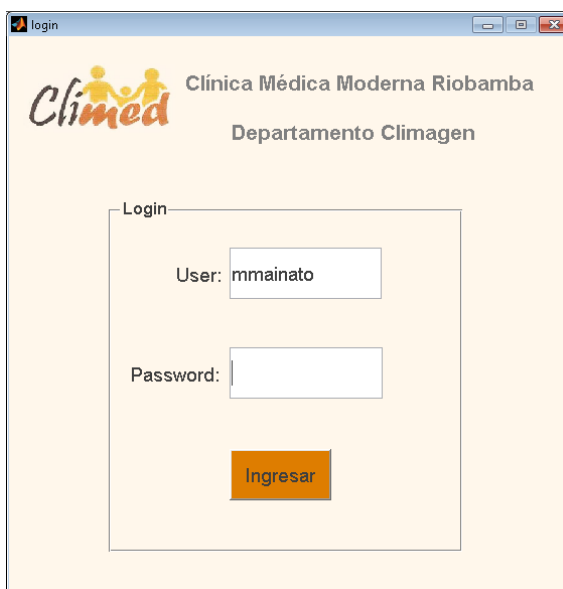 login
Climed
Clínica Médica Moderna Riobamba
Departamento Climagen
Login
User: mmainato
Password:
Ingresar